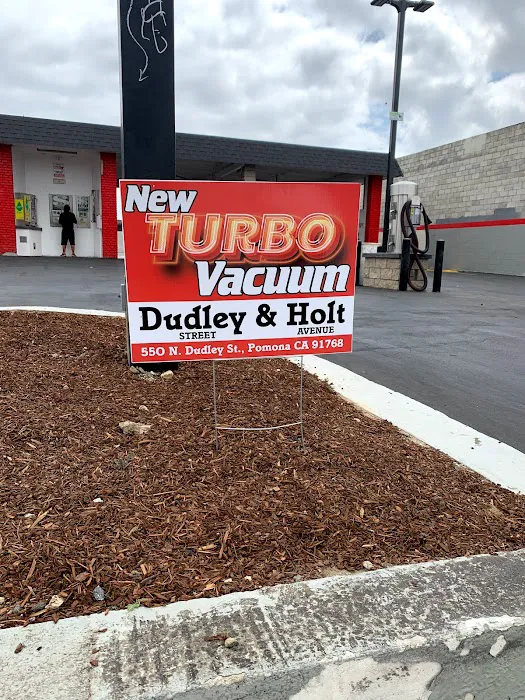 New
TURBO
Vacuum
Dudley & Holt
STREET AVENUE
550 N. Dudley St., Pomona CA 91768